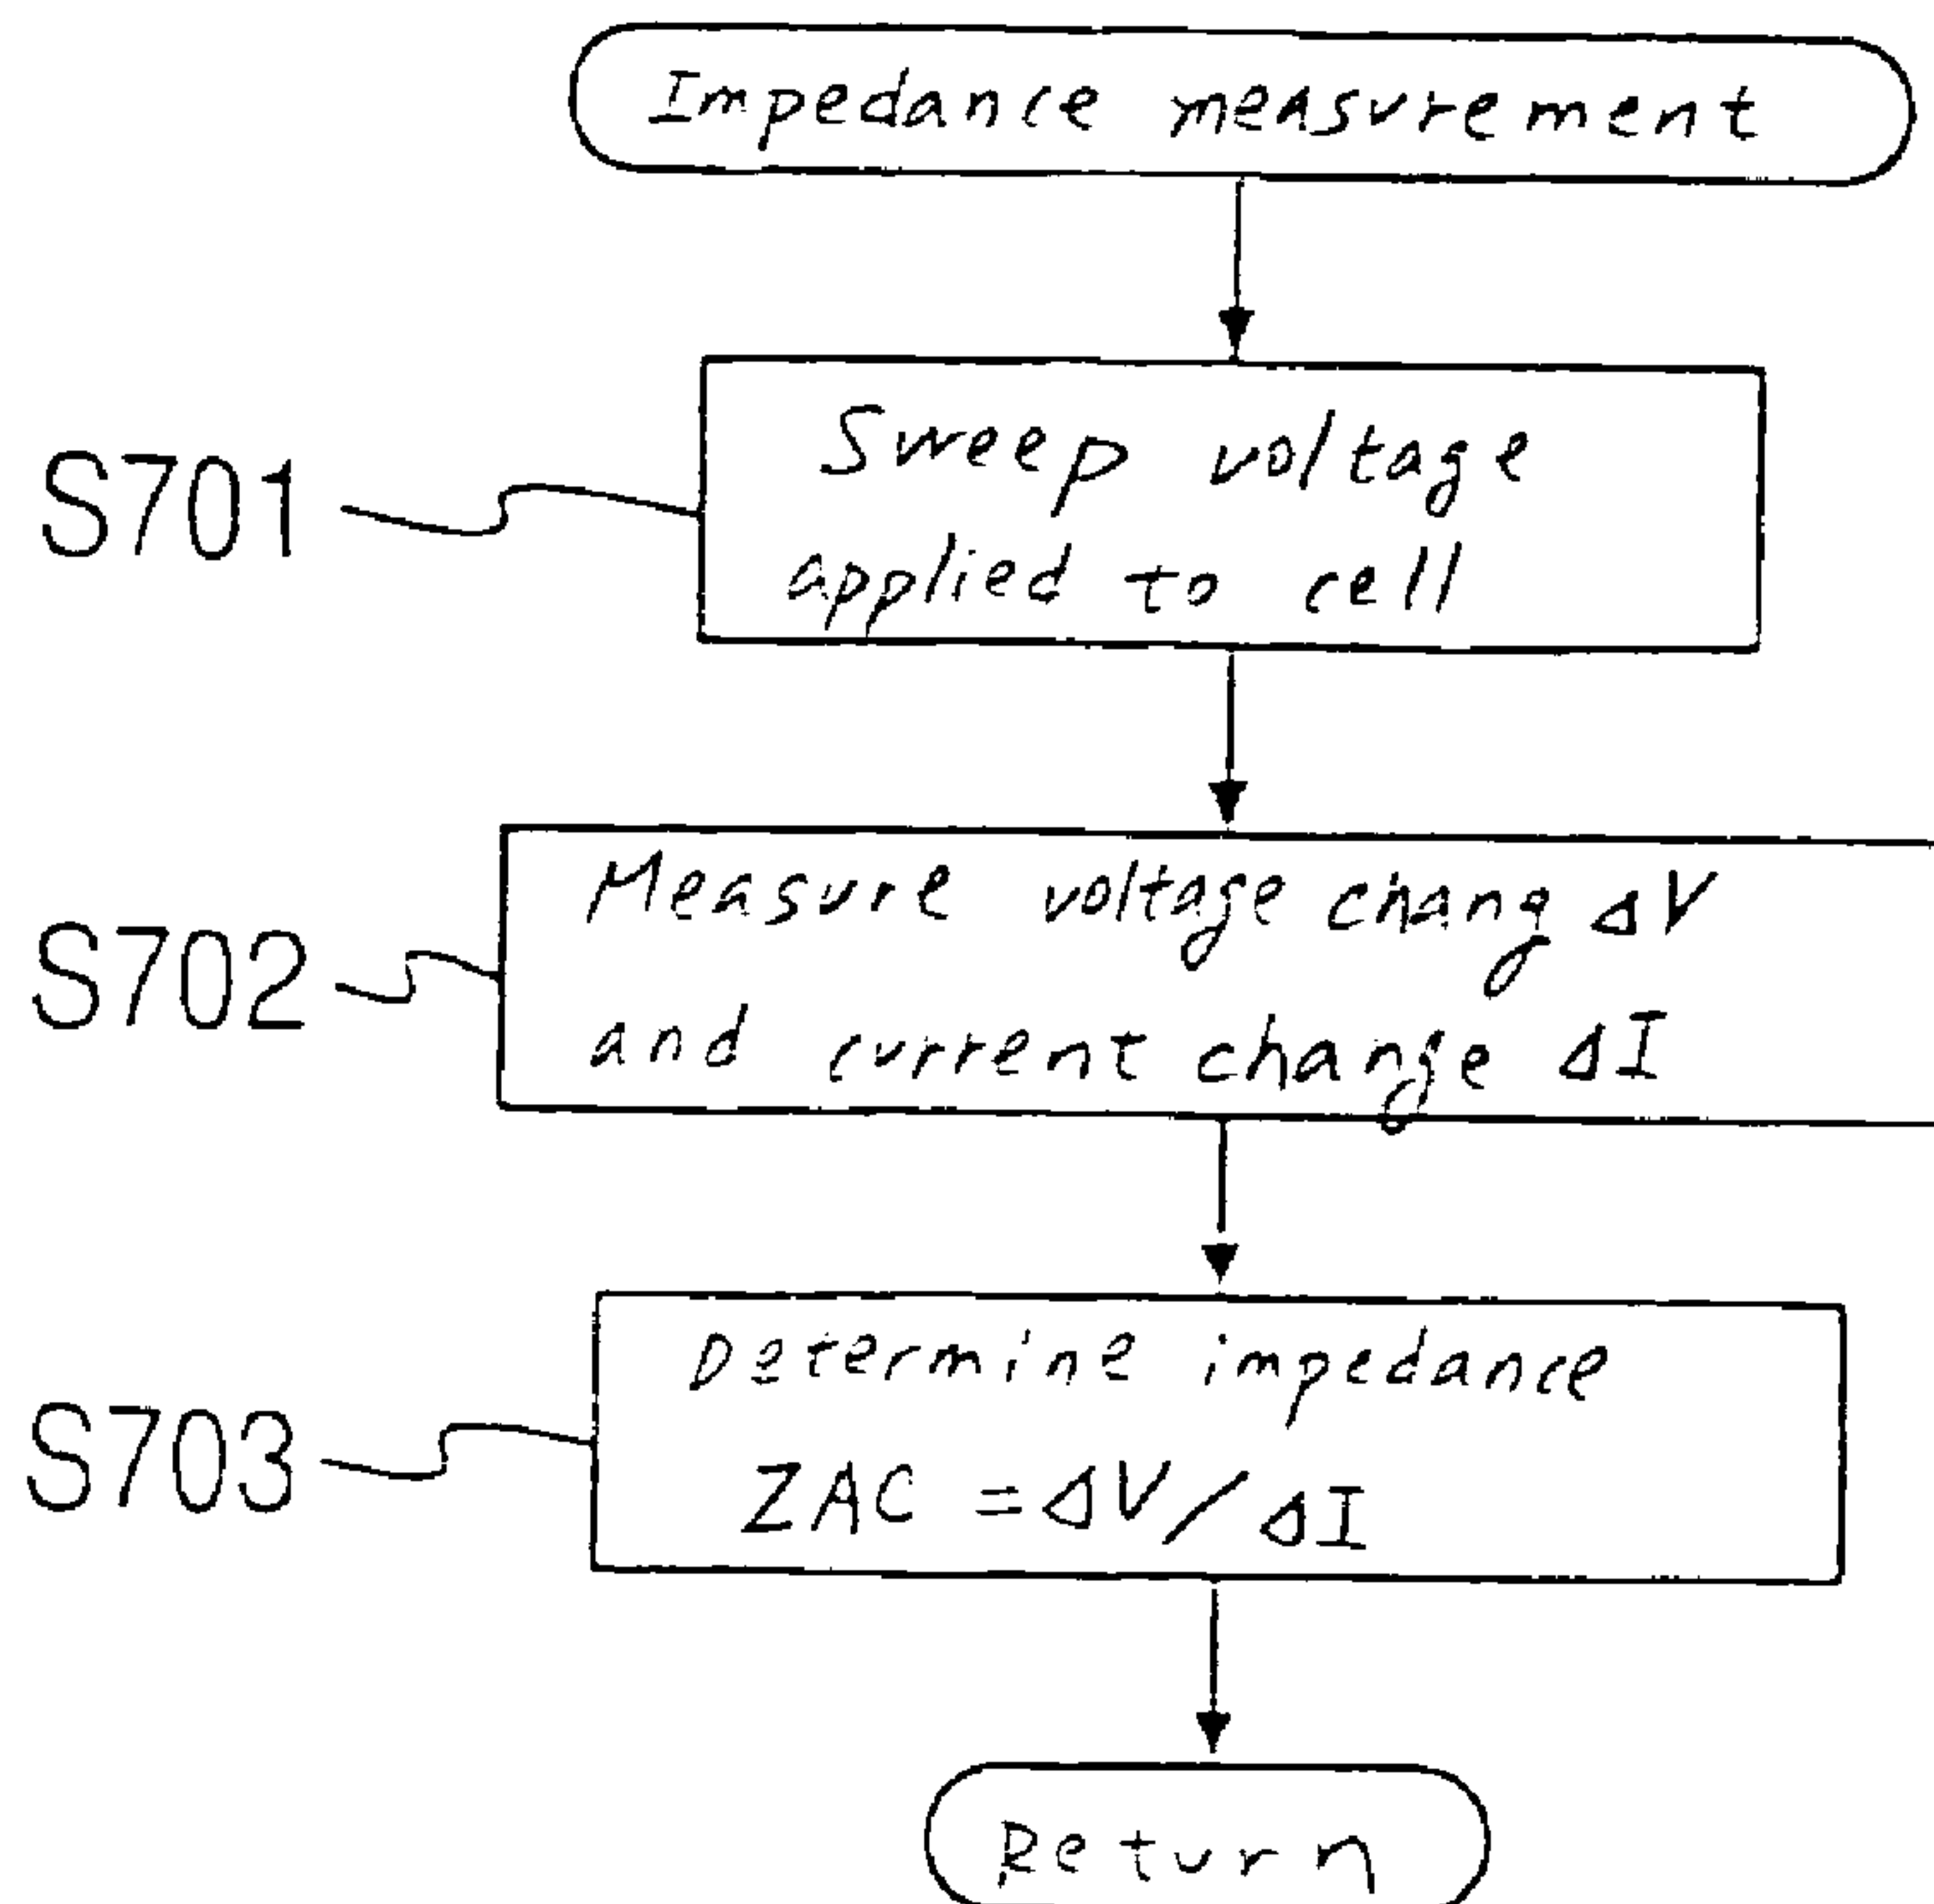 Impedance measurement
S701
Sweep voltage
applied to cell
S702
Measure voltage chang ΔV
and current change ΔI
S703
Determine impedance
ZAC = ΔV / ΔI
Return